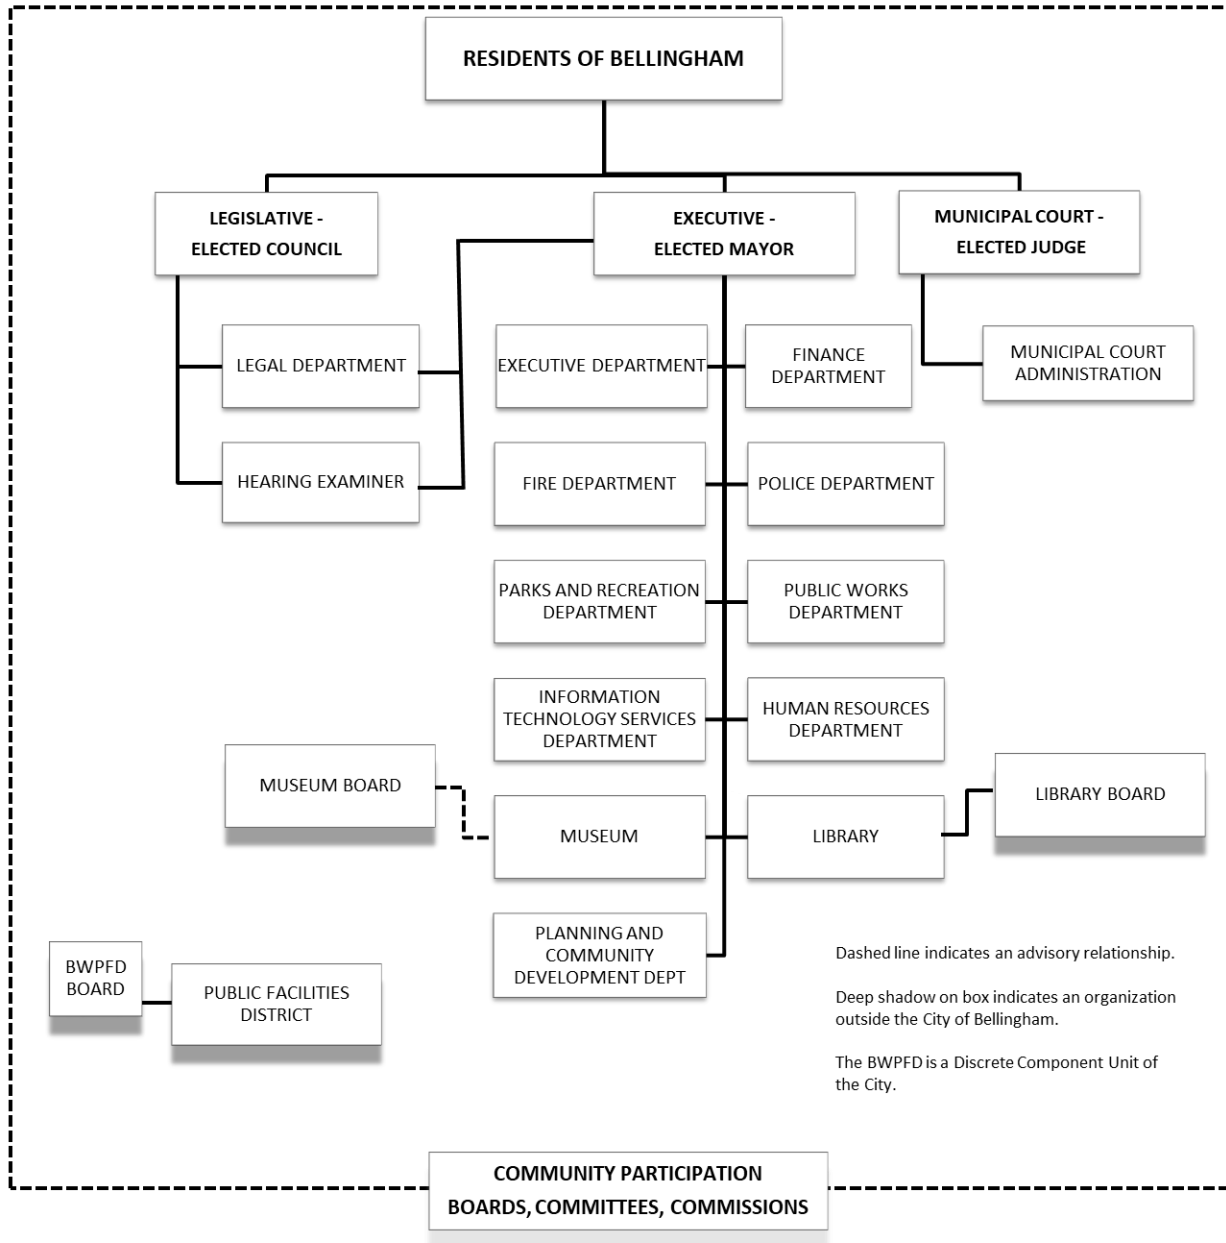 RESIDENTS OF BELLINGHAM
LEGISLATIVE -
ELECTED COUNCIL
EXECUTIVE -
ELECTED MAYOR
MUNICIPAL COURT -
ELECTED JUDGE
LEGAL DEPARTMENT
EXECUTIVE DEPARTMENT
FINANCE
DEPARTMENT
MUNICIPAL COURT
ADMINISTRATION
HEARING EXAMINER
FIRE DEPARTMENT
POLICE DEPARTMENT
PARKS AND RECREATION
DEPARTMENT
PUBLIC WORKS
DEPARTMENT
INFORMATION
TECHNOLOGY SERVICES
DEPARTMENT
HUMAN RESOURCES
DEPARTMENT
MUSEUM BOARD
MUSEUM
LIBRARY
LIBRARY BOARD
PLANNING AND
COMMUNITY
DEVELOPMENT DEPT
BWPFD
BOARD
PUBLIC FACILITIES
DISTRICT
Dashed line indicates an advisory relationship.
Deep shadow on box indicates an organization
outside the City of Bellingham.
The BWPFD is a Discrete Component Unit of
the City.
COMMUNITY PARTICIPATION
BOARDS, COMMITTEES, COMMISSIONS